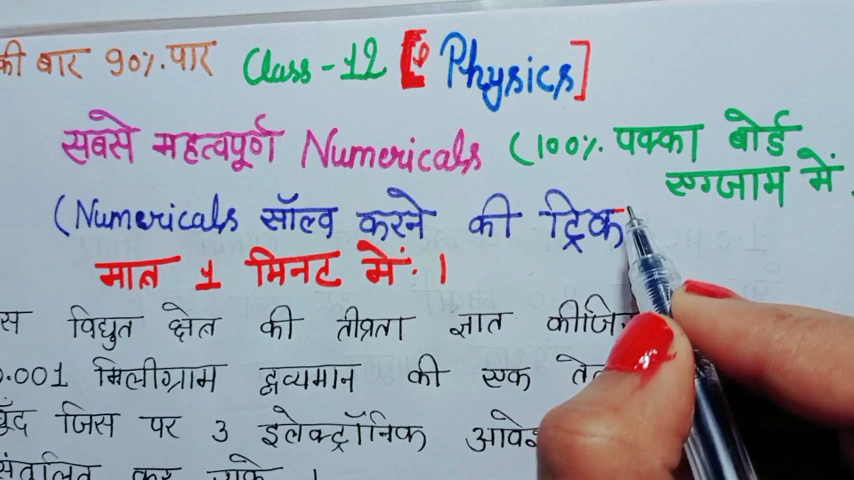 की बार 90%. पार Class-12 [Physics]
सबसे महत्वपूर्ण Numericals (100%. पक्का बोर्ड
एग्जाम में.
(Numericals सॉल्व करने की ट्रिक
मात्र 1 मिनट में. ।
विद्युत क्षेत्र की तीव्रता ज्ञात
0.001 मिलीग्राम द्रव्यमान की एक
जिस पर 3 इलेक्ट्रॉनिक